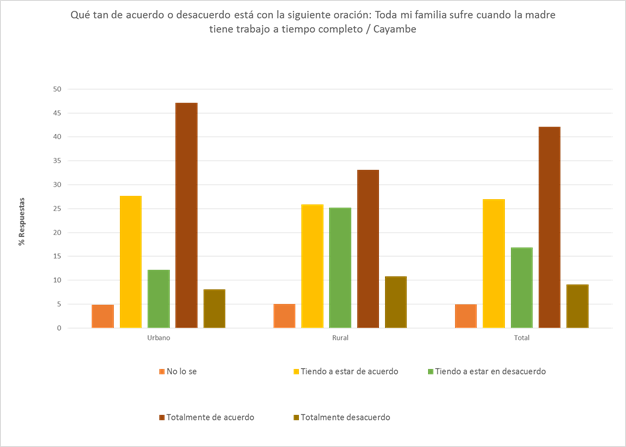 Qué tan de acuerdo o desacuerdo está con la siguiente oración: Toda mi familia sufre cuando la madre
tiene trabajo a tiempo completo / Cayambe
50
45
40
35
30
25
20
15
10
5
0
% Respuestas
Urbano Rural Total
No lo se Tiendo a estar de acuerdo Tiendo a estar en desacuerdo
Totalmente de acuerdo Totalmente desacuerdo